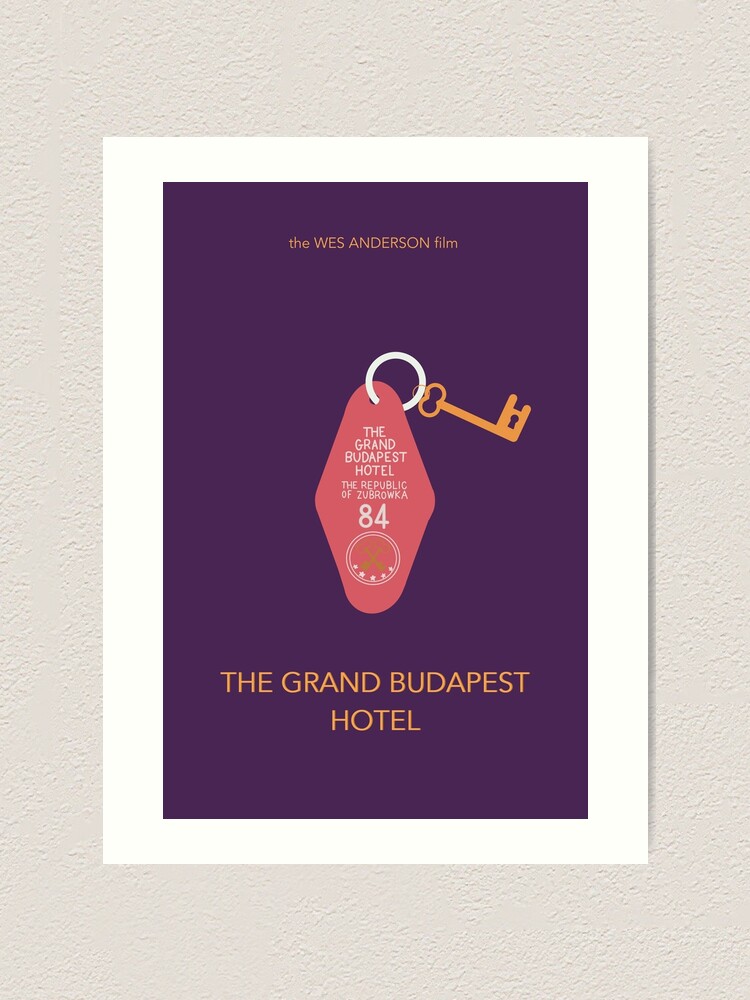 the WES ANDERSON film
THE
GRAND
BUDAPEST
HOTEL
THE REPUBLIC
OF ZUBROWKA
84
THE GRAND BUDAPEST
HOTEL